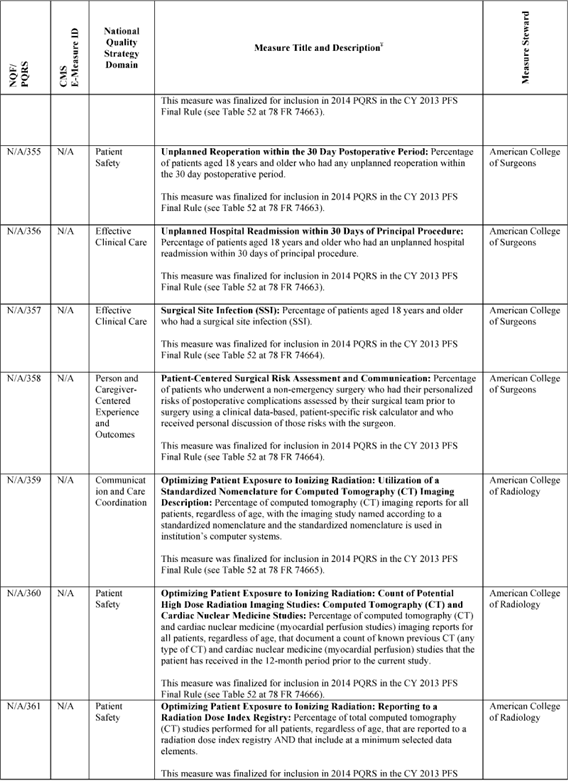 NQF/
PQRS
CMS
E-Measure ID
National
Quality
Strategy
Domain
Measure Title and Description¥
Measure Steward
This measure was finalized for inclusion in 2014 PQRS in the CY 2013 PFS
Final Rule (see Table 52 at 78 FR 74663).
N/A/355
N/A
Patient
Safety
Unplanned Reoperation within the 30 Day Postoperative Period: Percentage
of patients aged 18 years and older who had any unplanned reoperation within
the 30 day postoperative period.
This measure was finalized for inclusion in 2014 PQRS in the CY 2013 PFS
Final Rule (see Table 52 at 78 FR 74663).
American College
of Surgeons
N/A/356
N/A
Effective
Clinical Care
Unplanned Hospital Readmission within 30 Days of Principal Procedure:
Percentage of patients aged 18 years and older who had an unplanned hospital
readmission within 30 days of principal procedure.
This measure was finalized for inclusion in 2014 PQRS in the CY 2013 PFS
Final Rule (see Table 52 at 78 FR 74663).
American College
of Surgeons
N/A/357
N/A
Effective
Clinical Care
Surgical Site Infection (SSI): Percentage of patients aged 18 years and older
who had a surgical site infection (SSI).
This measure was finalized for inclusion in 2014 PQRS in the CY 2013 PFS
Final Rule (see Table 52 at 78 FR 74664).
American College
of Surgeons
N/A/358
N/A
Person and
Caregiver-
Centered
Experience
and
Outcomes
Patient-Centered Surgical Risk Assessment and Communication: Percentage
of patients who underwent a non-emergency surgery who had their personalized
risks of postoperative complications assessed by their surgical team prior to
surgery using a clinical data-based, patient-specific risk calculator and who
received personal discussion of those risks with the surgeon.
This measure was finalized for inclusion in 2014 PQRS in the CY 2013 PFS
Final Rule (see Table 52 at 78 FR 74664).
American College
of Surgeons
N/A/359
N/A
Communicat
ion and Care
Coordination
Optimizing Patient Exposure to Ionizing Radiation: Utilization of a
Standardized Nomenclature for Computed Tomography (CT) Imaging
Description: Percentage of computed tomography (CT) imaging reports for all
patients, regardless of age, with the imaging study named according to a
standardized nomenclature and the standardized nomenclature is used in
institution`s computer systems.
This measure was finalized for inclusion in 2014 PQRS in the CY 2013 PFS
Final Rule (see Table 52 at 78 FR 74665).
American College
of Radiology
N/A/360
N/A
Patient
Safety
Optimizing Patient Exposure to Ionizing Radiation: Count of Potential
High Dose Radiation Imaging Studies: Computed Tomography (CT) and
Cardiac Nuclear Medicine Studies: Percentage of computed tomography (CT)
and cardiac nuclear medicine (myocardial perfusion studies) imaging reports for
all patients, regardless of age, that document a count of known previous CT (any
type of CT) and cardiac nuclear medicine (myocardial perfusion) studies that the
patient has received in the 12-month period prior to the current study.
This measure was finalized for inclusion in 2014 PQRS in the CY 2013 PFS
Final Rule (see Table 52 at 78 FR 74666).
American College
of Radiology
N/A/361
N/A
Patient
Safety
Optimizing Patient Exposure to Ionizing Radiation: Reporting to a
Radiation Dose Index Registry: Percentage of total computed tomography
(CT) studies performed for all patients, regardless of age, that are reported to a
radiation dose index registry AND that include at a minimum selected data
elements.
This measure was finalized for inclusion in 2014 PQRS in the CY 2013 PFS
American College
of Radiology